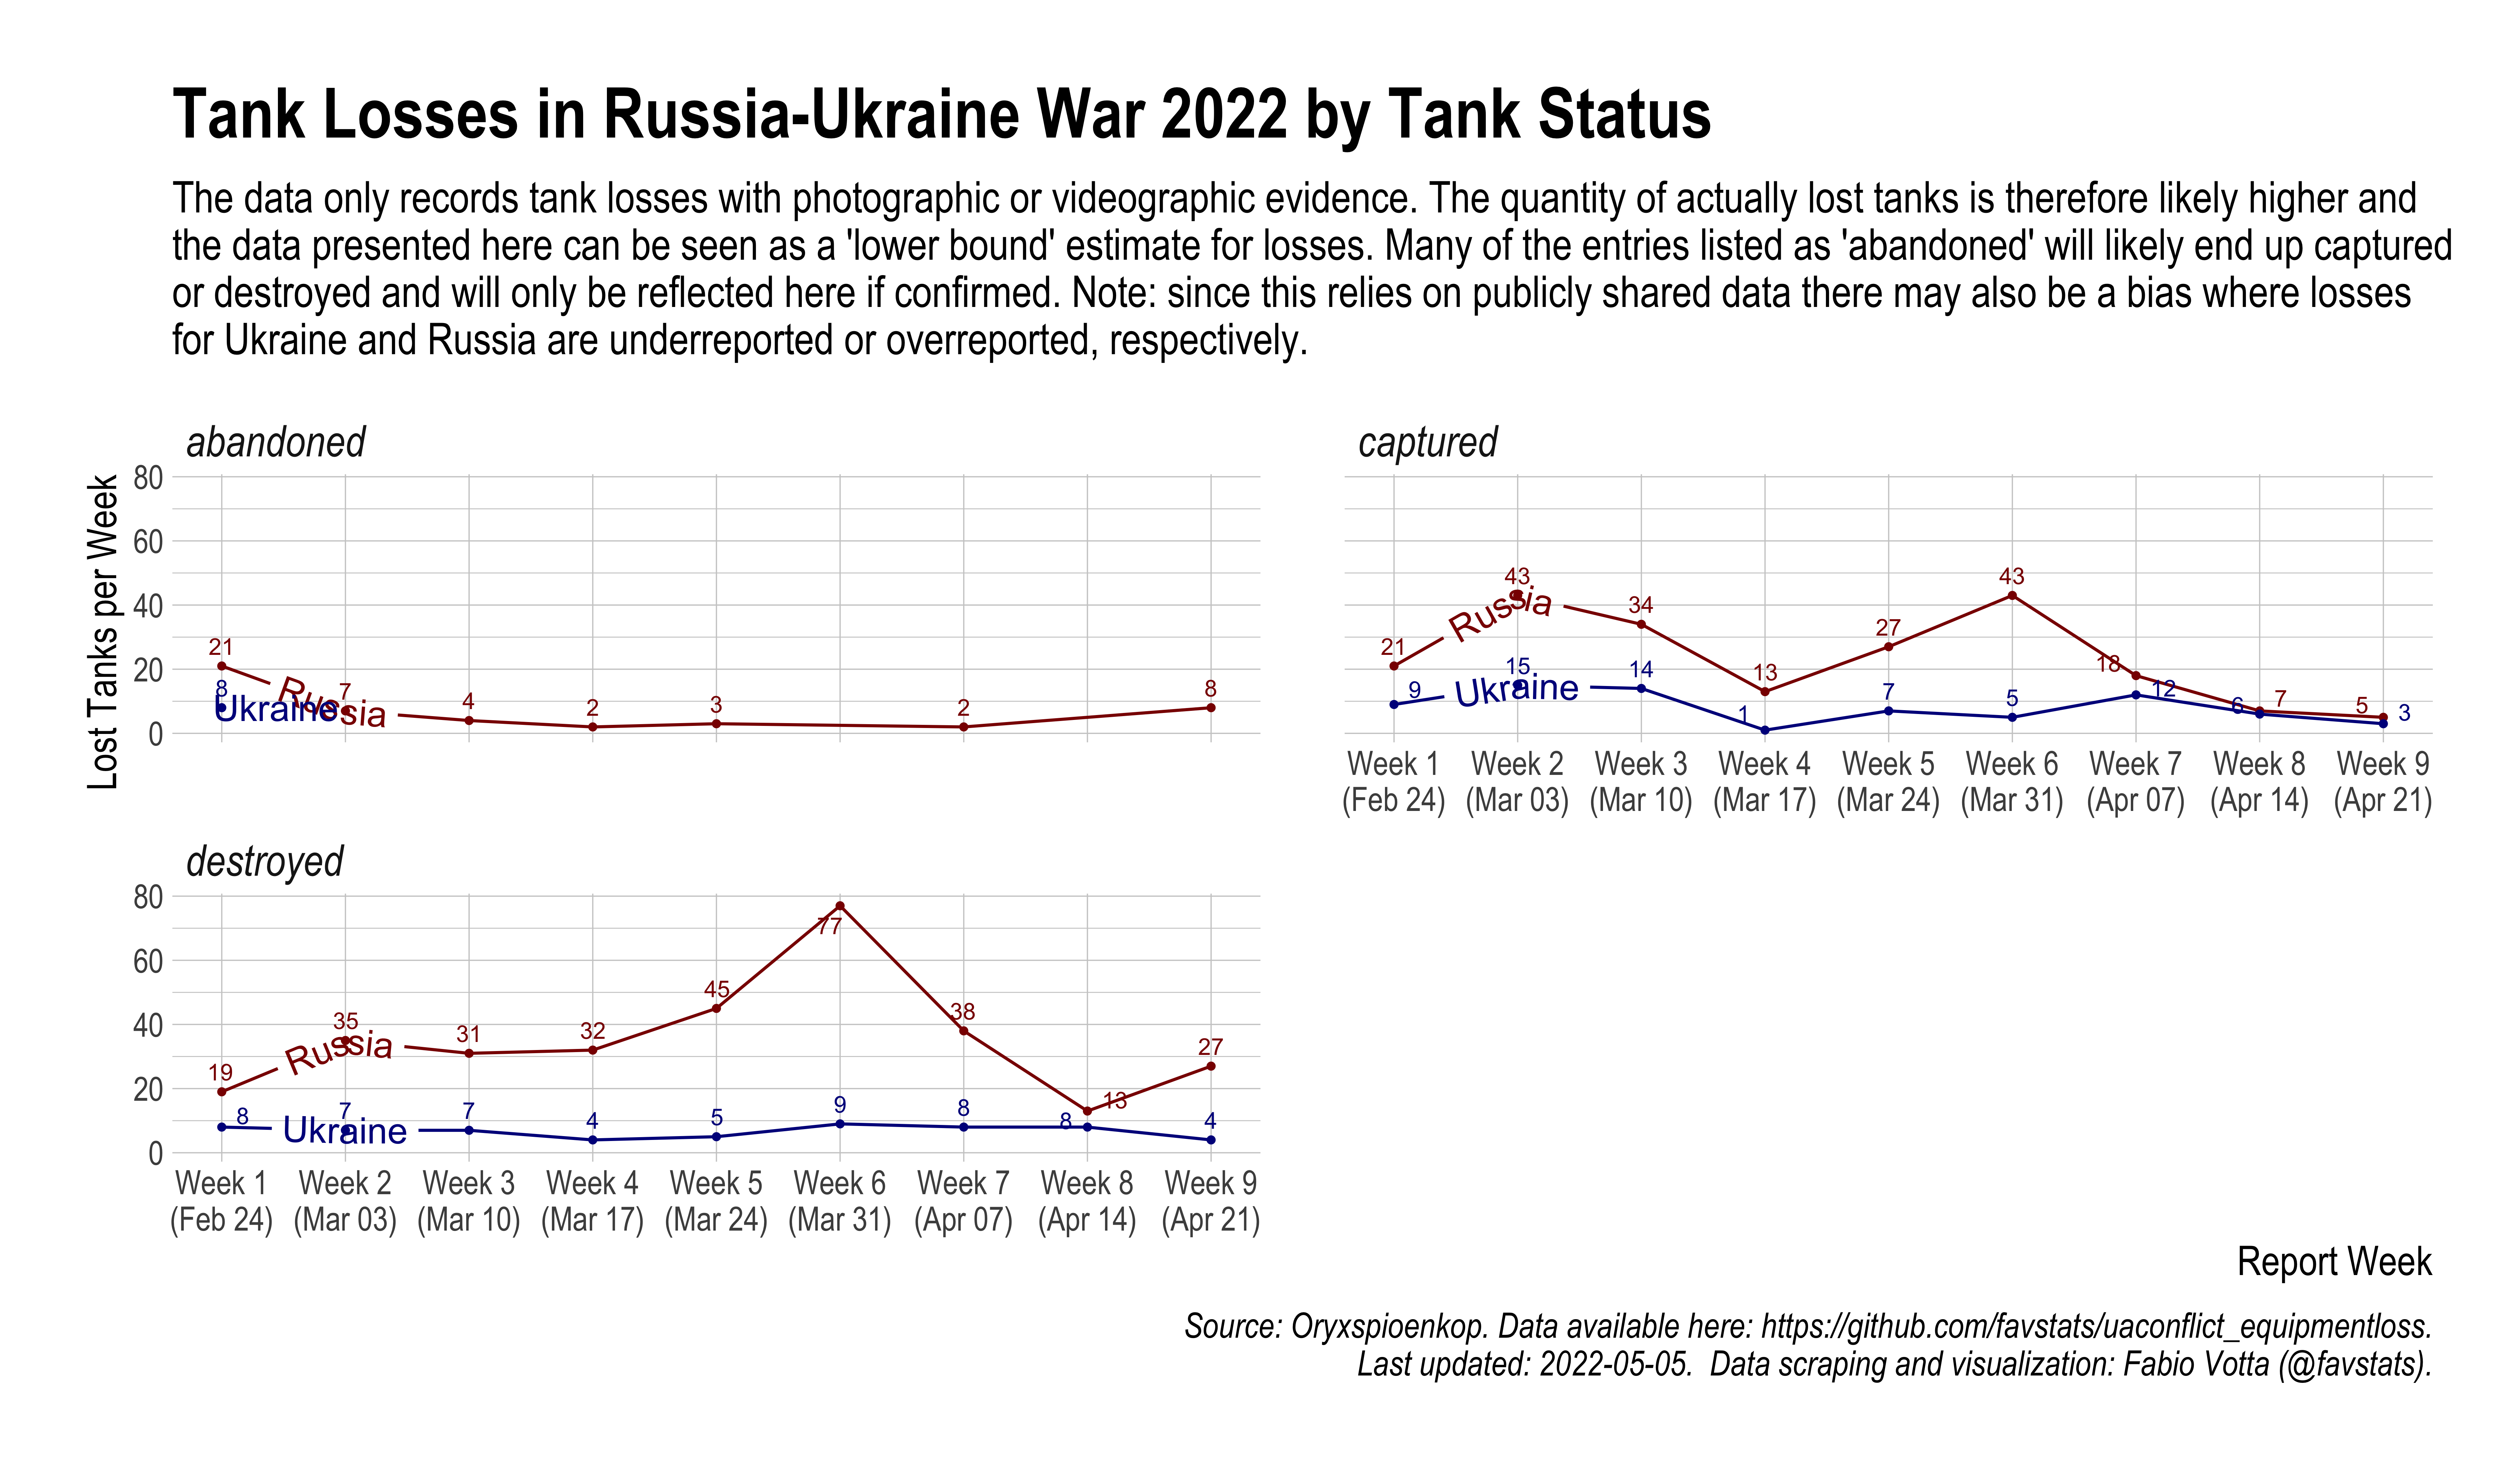 Tank Losses in Russia-Ukraine War 2022 by Tank Status
The data only records tank losses with photographic or videographic evidence. The quantity of actually lost tanks is therefore likely higher and
the data presented here can be seen as a 'lower bound' estimate for losses. Many of the entries listed as 'abandoned' will likely end up captured
or destroyed and will only be reflected here if confirmed. Note: since this relies on publicly shared data there may also be a bias where losses
for Ukraine and Russia are underreported or overreported, respectively.
Lost Tanks per Week
abandoned
80
60
40
20
0
Russia
21 7 4 2 3 2 8
Ukraine
8
captured
Russia
21 43 34 13 27 43 18 7 5
Ukraine
9 15 14 1 7 5 12 6 3
Week 1 Week 2 Week 3 Week 4 Week 5 Week 6 Week 7 Week 8 Week 9
(Feb 24) (Mar 03) (Mar 10) (Mar 17) (Mar 24) (Mar 31) (Apr 07) (Apr 14) (Apr 21)
destroyed
80
60
40
20
0
Russia
19 35 31 32 45 77 38 13 27
Ukraine
8 7 7 4 5 9 8 8 4
Week 1 Week 2 Week 3 Week 4 Week 5 Week 6 Week 7 Week 8 Week 9
(Feb 24) (Mar 03) (Mar 10) (Mar 17) (Mar 24) (Mar 31) (Apr 07) (Apr 14) (Apr 21)
Report Week
Source: Oryxspioenkop. Data available here: https://github.com/favstats/uaconflict_equipmentloss.
Last updated: 2022-05-05.  Data scraping and visualization: Fabio Votta (@favstats).